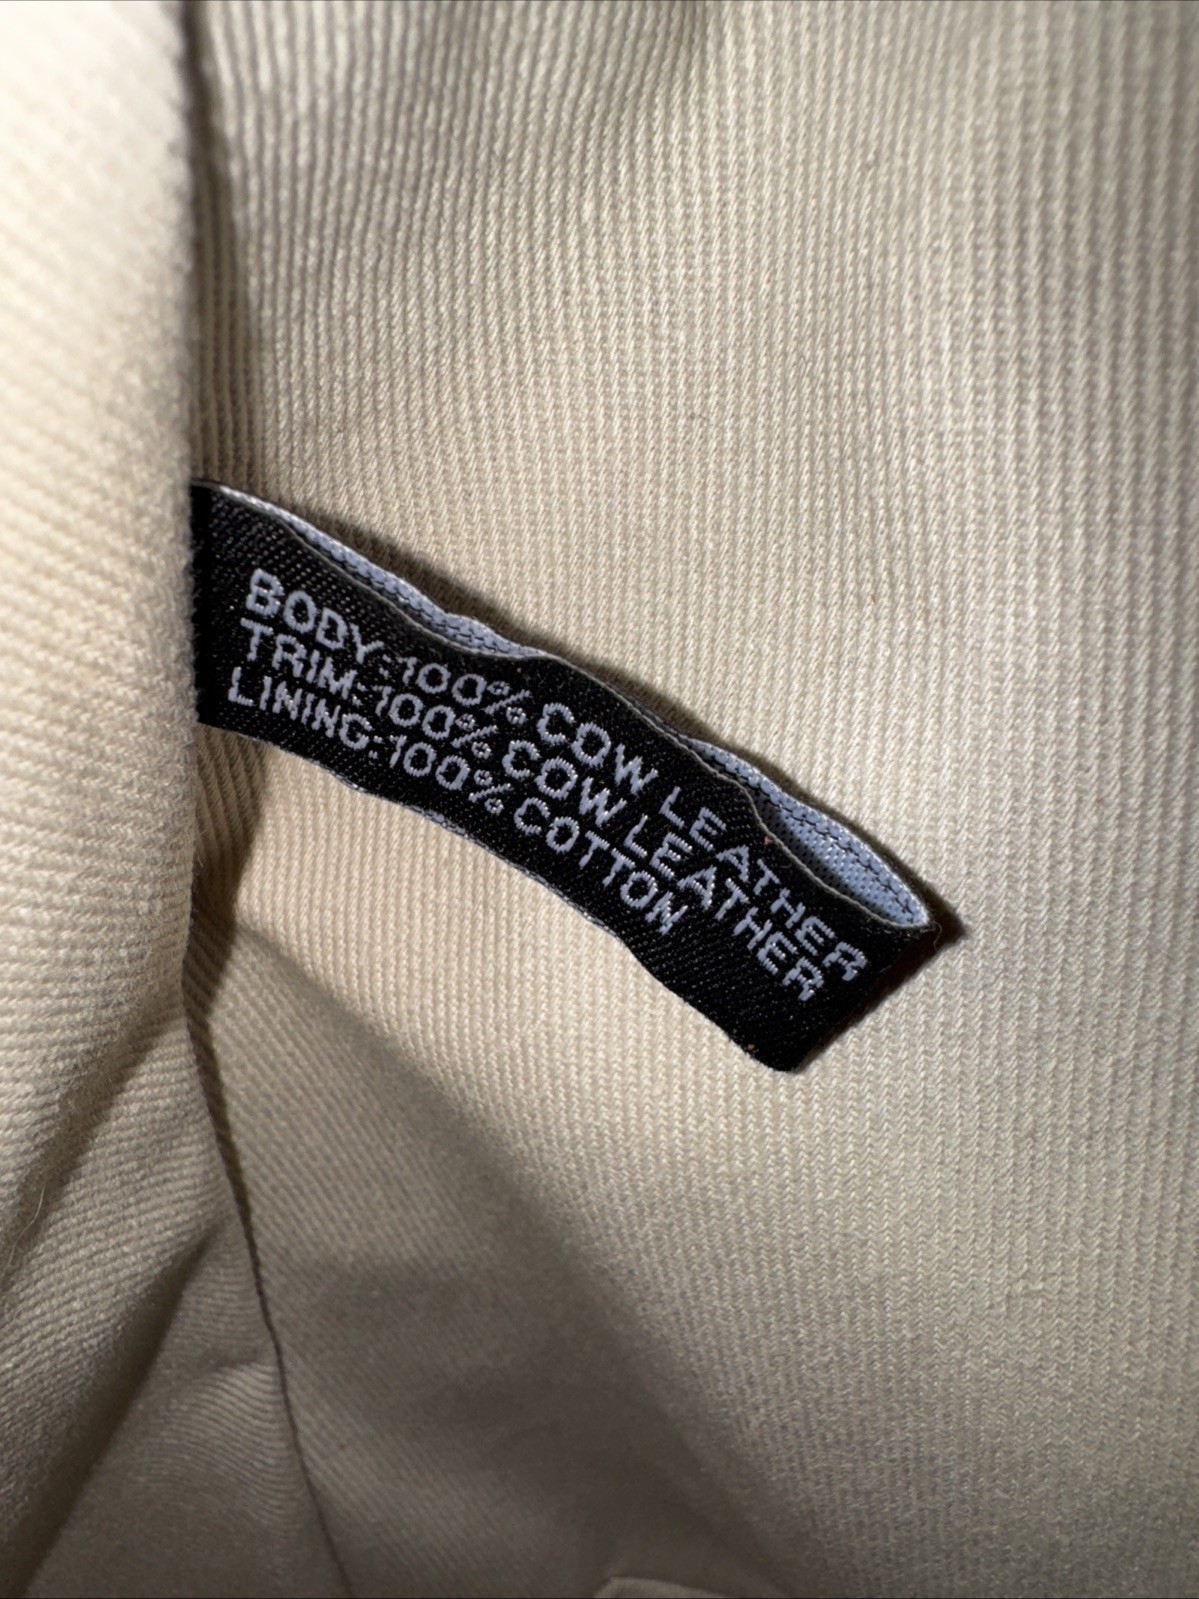 BODY:100% COW LEATHER
TRIM:100% COW LEATHER
LINING:100% COTTON